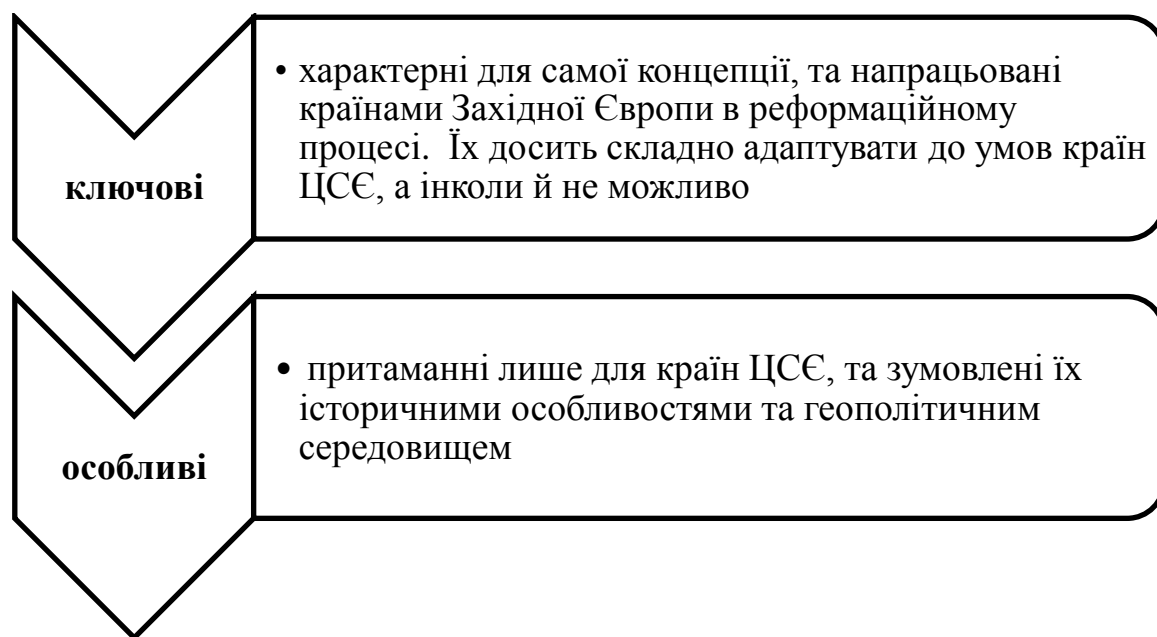 ключові
• характерні для самої концепції, та напрацьовані
країнами Західної Європи в реформаційному
процесі.  Їх досить складно адаптувати до умов країн
ЦСЄ, а інколи й не можливо
особливі
• притаманні лише для країн ЦСЄ, та зумовлені їх
історичними особливостями та геополітичним
середовищем